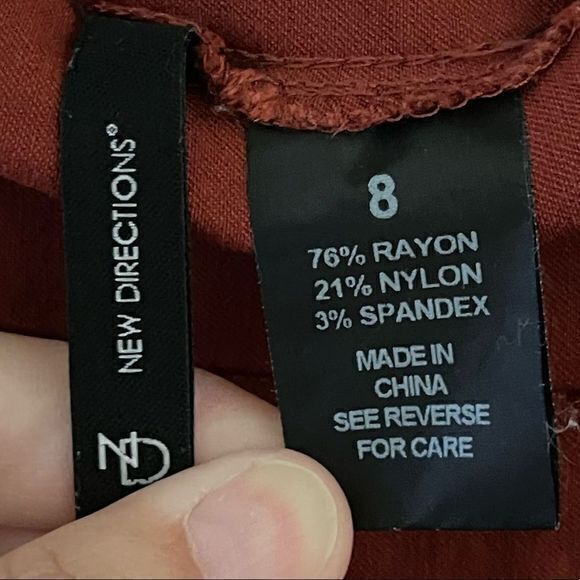 NEW DIRECTIONS®
ND
8
76% RAYON
21% NYLON
3% SPANDEX
MADE IN
CHINA
SEE REVERSE
FOR CARE